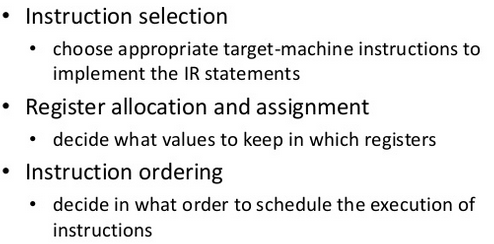 • Instruction selection
• choose appropriate target-machine instructions to
implement the IR statements
• Register allocation and assignment
• decide what values to keep in which registers
• Instruction ordering
• decide in what order to schedule the execution of
instructions